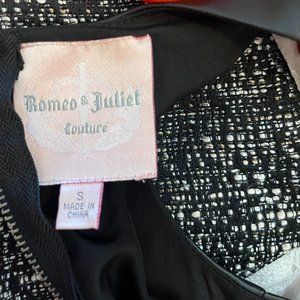 Romeo & Juliet
Couture
S
MADE IN
CHINA